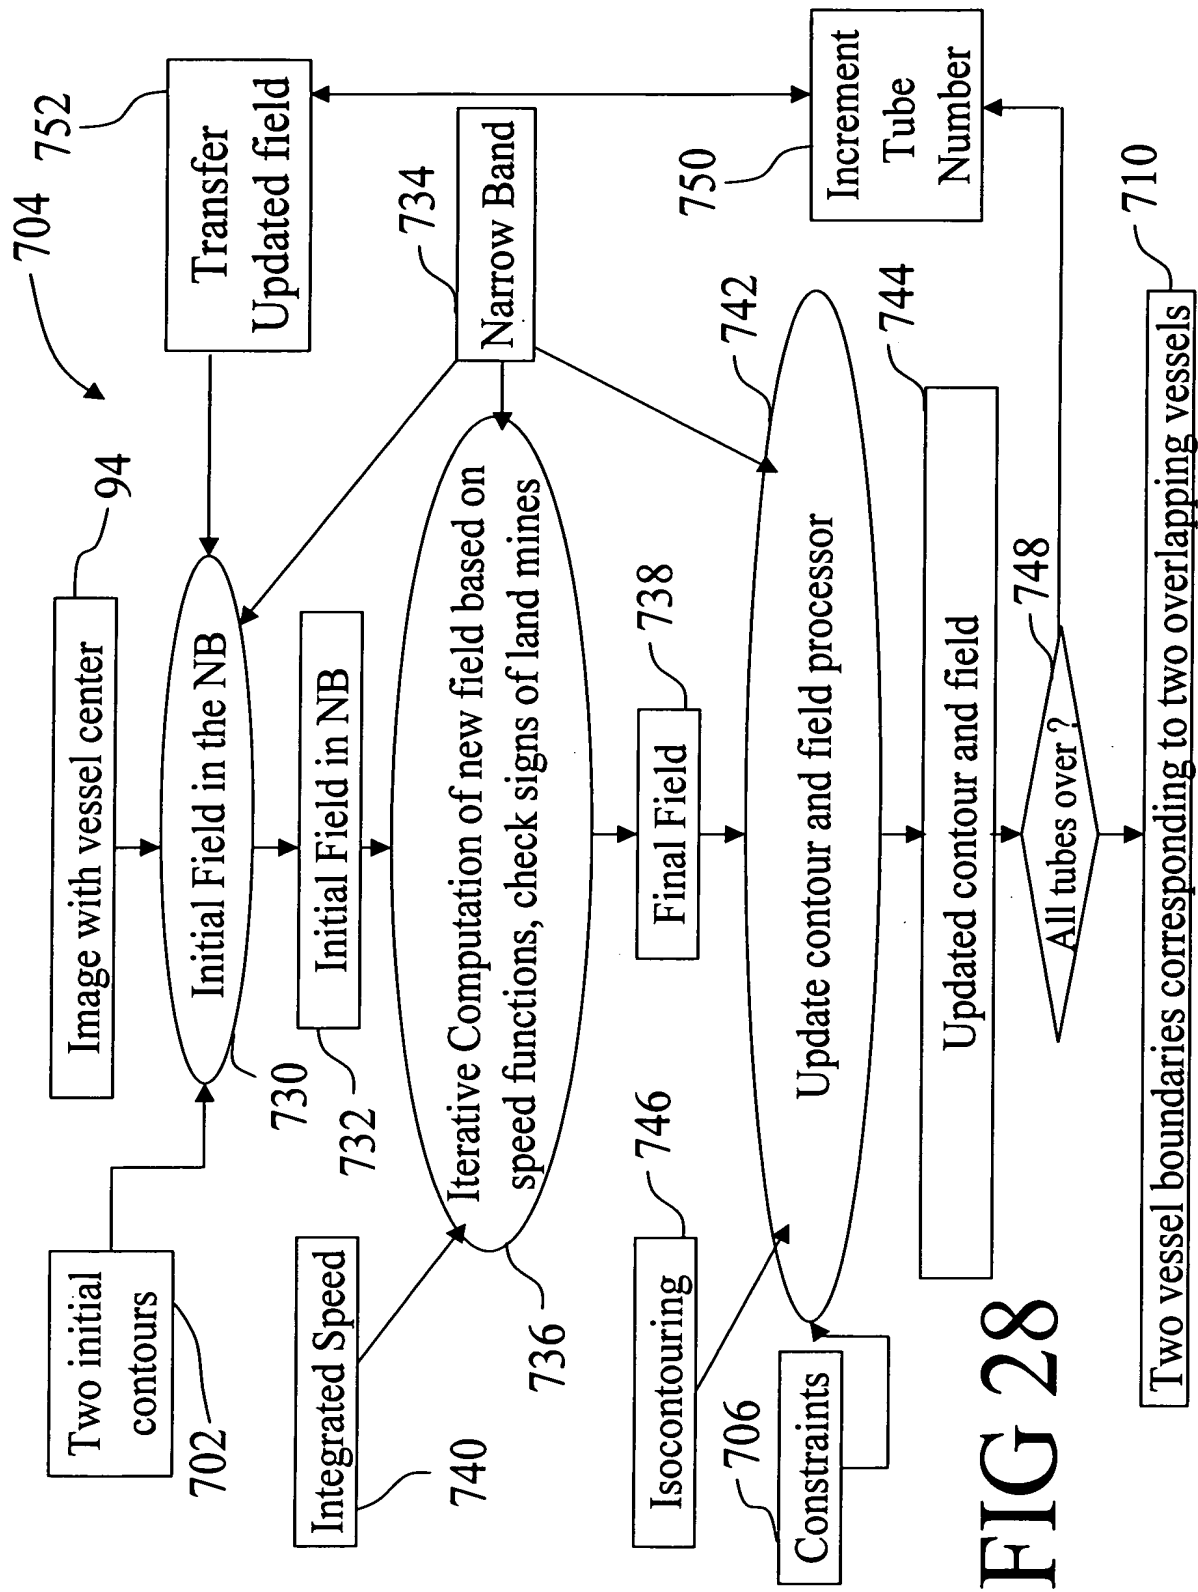 704
Two initial
contours
702
Image with vessel center
94
Transfer
Updated field
752
Initial Field in the NB
730
Initial Field in NB
732
Narrow Band
734
Integrated Speed
740
Iterative Computation of new field based on
speed functions, check signs of land mines
736
Final Field
738
Isocontouring
746
Constraints
706
Update contour and field processor
742
Increment
Tube
Number
750
Updated contour and field
744
All tubes over ?
748
Two vessel boundaries corresponding to two overlapping vessels
710
FIG 28